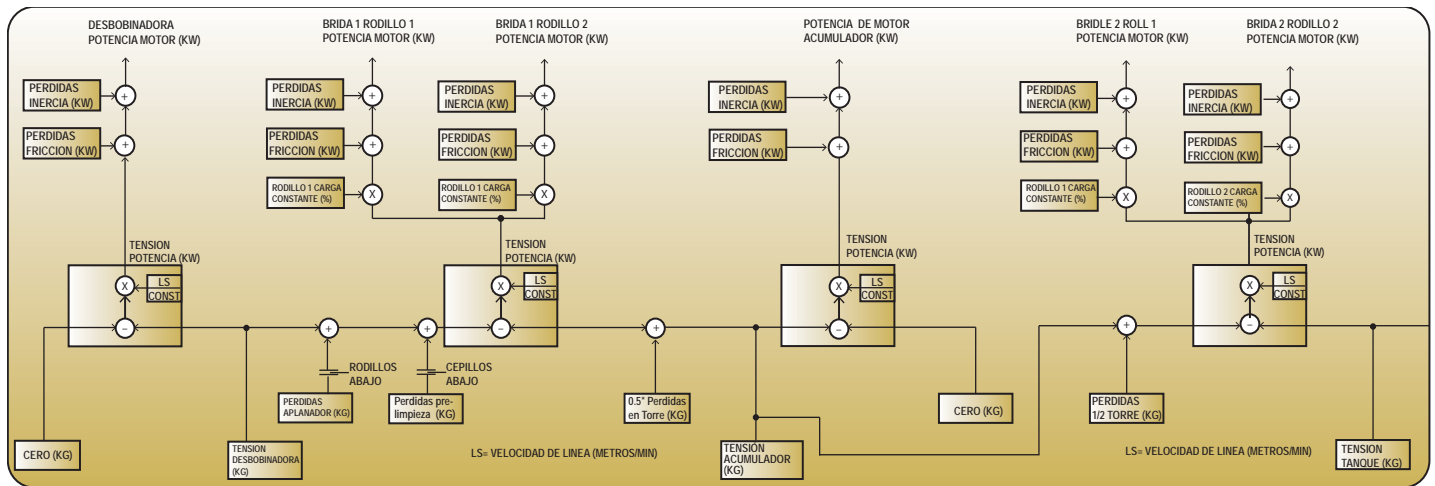 DESBOBINADORA
POTENCIA MOTOR (KW)
BRIDA 1 RODILLO 1
POTENCIA MOTOR (KW)
BRIDA 1 RODILLO 2
POTENCIA MOTOR (KW)
POTENCIA DE MOTOR
ACUMULADOR (KW)
BRIDLE 2 ROLL 1
POTENCIA MOTOR (KW)
BRIDA 2 RODILLO 2
POTENCIA MOTOR (KW)
PERDIDAS
INERCIA (KW)
+
PERDIDAS
INERCIA (KW)
+
PERDIDAS
INERCIA (KW)
+
PERDIDAS
INERCIA (KW)
+
PERDIDAS
INERCIA (KW)
+
PERDIDAS
INERCIA (KW)
+
PERDIDAS
FRICCION (KW)
+
PERDIDAS
FRICCION (KW)
+
PERDIDAS
FRICCION (KW)
+
PERDIDAS
FRICCION (KW)
+
PERDIDAS
FRICCION (KW)
+
PERDIDAS
FRICCION (KW)
+
RODILLO 1 CARGA
CONSTANTE (%)
X
RODILLO 1 CARGA
CONSTANTE (%)
X
RODILLO 1 CARGA
CONSTANTE (%)
X
RODILLO 2 CARGA
CONSTANTE (%)
X
TENSION
POTENCIA (KW)
TENSION
POTENCIA (KW)
TENSION
POTENCIA (KW)
TENSION
POTENCIA (KW)
X
LS
CONST
X
LS
CONST
X
LS
CONST
X
LS
CONST
−
+
+
−
+
−
+
−
RODILLOS
ABAJO
CEPILLOS
ABAJO
PERDIDAS
APLANADOR (KG)
Perdidas pre-
limpieza (KG)
0.5" Perdidas
en Torre (KG)
CERO (KG)
PERDIDAS
1/2 TORRE (KG)
CERO (KG)
TENSION
DESBOBINADORA
(KG)
LS= VELOCIDAD DE LINEA (METROS/MIN)
TENSIÓN
ACUMULADOR
(KG)
LS= VELOCIDAD DE LINEA (METROS/MIN)
TENSION
TANQUE (KG)